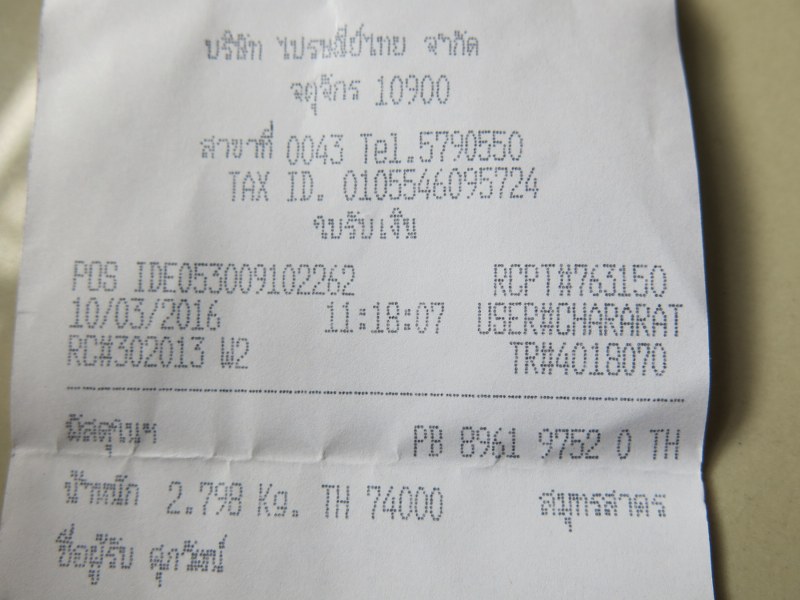 บริษัท ไปรษณีย์ไทย จำกัด
จตุจักร 10900
สาขาที่ 0043 Tel.5790550
TAX ID. 0105546095724
ใบรับเงิน
POS IDE053009102262 RCPT#763150
10/03/2016 11:18:07 USER#CHARARAT
RC#302013 W2 TR#4018070
พัสดุในฯ PB 8961 9752 0 TH
น้ำหนัก 2.798 Kg. TH 74000 สมุทรสาคร
ชื่อผู้รับ ศุภวัฒน์